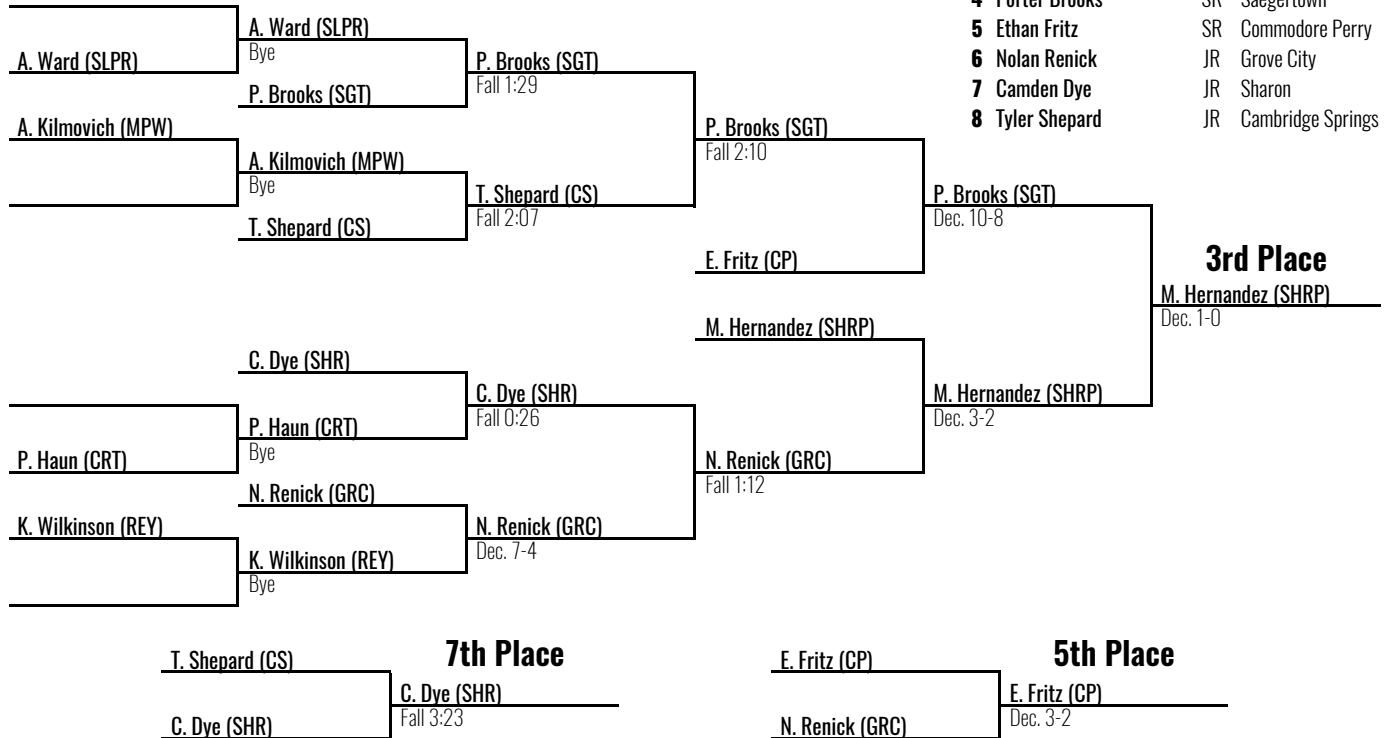 4 Porter Brooks SR Saegertown
5 Ethan Fritz SR Commodore Perry
6 Nolan Renick JR Grove City
7 Camden Dye JR Sharon
8 Tyler Shepard JR Cambridge Springs
A. Ward (SLPR)
A. Kilmovich (MPW)
P. Haun (CRT)
K. Wilkinson (REY)
A. Ward (SLPR)
Bye
P. Brooks (SGT)
A. Kilmovich (MPW)
Bye
T. Shepard (CS)
C. Dye (SHR)
P. Haun (CRT)
Bye
N. Renick (GRC)
K. Wilkinson (REY)
Bye
P. Brooks (SGT)
Fall 1:29
T. Shepard (CS)
Fall 2:07
C. Dye (SHR)
Fall 0:26
N. Renick (GRC)
Dec. 7-4
P. Brooks (SGT)
Fall 2:10
E. Fritz (CP)
M. Hernandez (SHRP)
N. Renick (GRC)
Fall 1:12
P. Brooks (SGT)
Dec. 10-8
M. Hernandez (SHRP)
Dec. 3-2
3rd Place
M. Hernandez (SHRP)
Dec. 1-0
7th Place
T. Shepard (CS)
C. Dye (SHR)
C. Dye (SHR)
Fall 3:23
5th Place
E. Fritz (CP)
N. Renick (GRC)
E. Fritz (CP)
Dec. 3-2